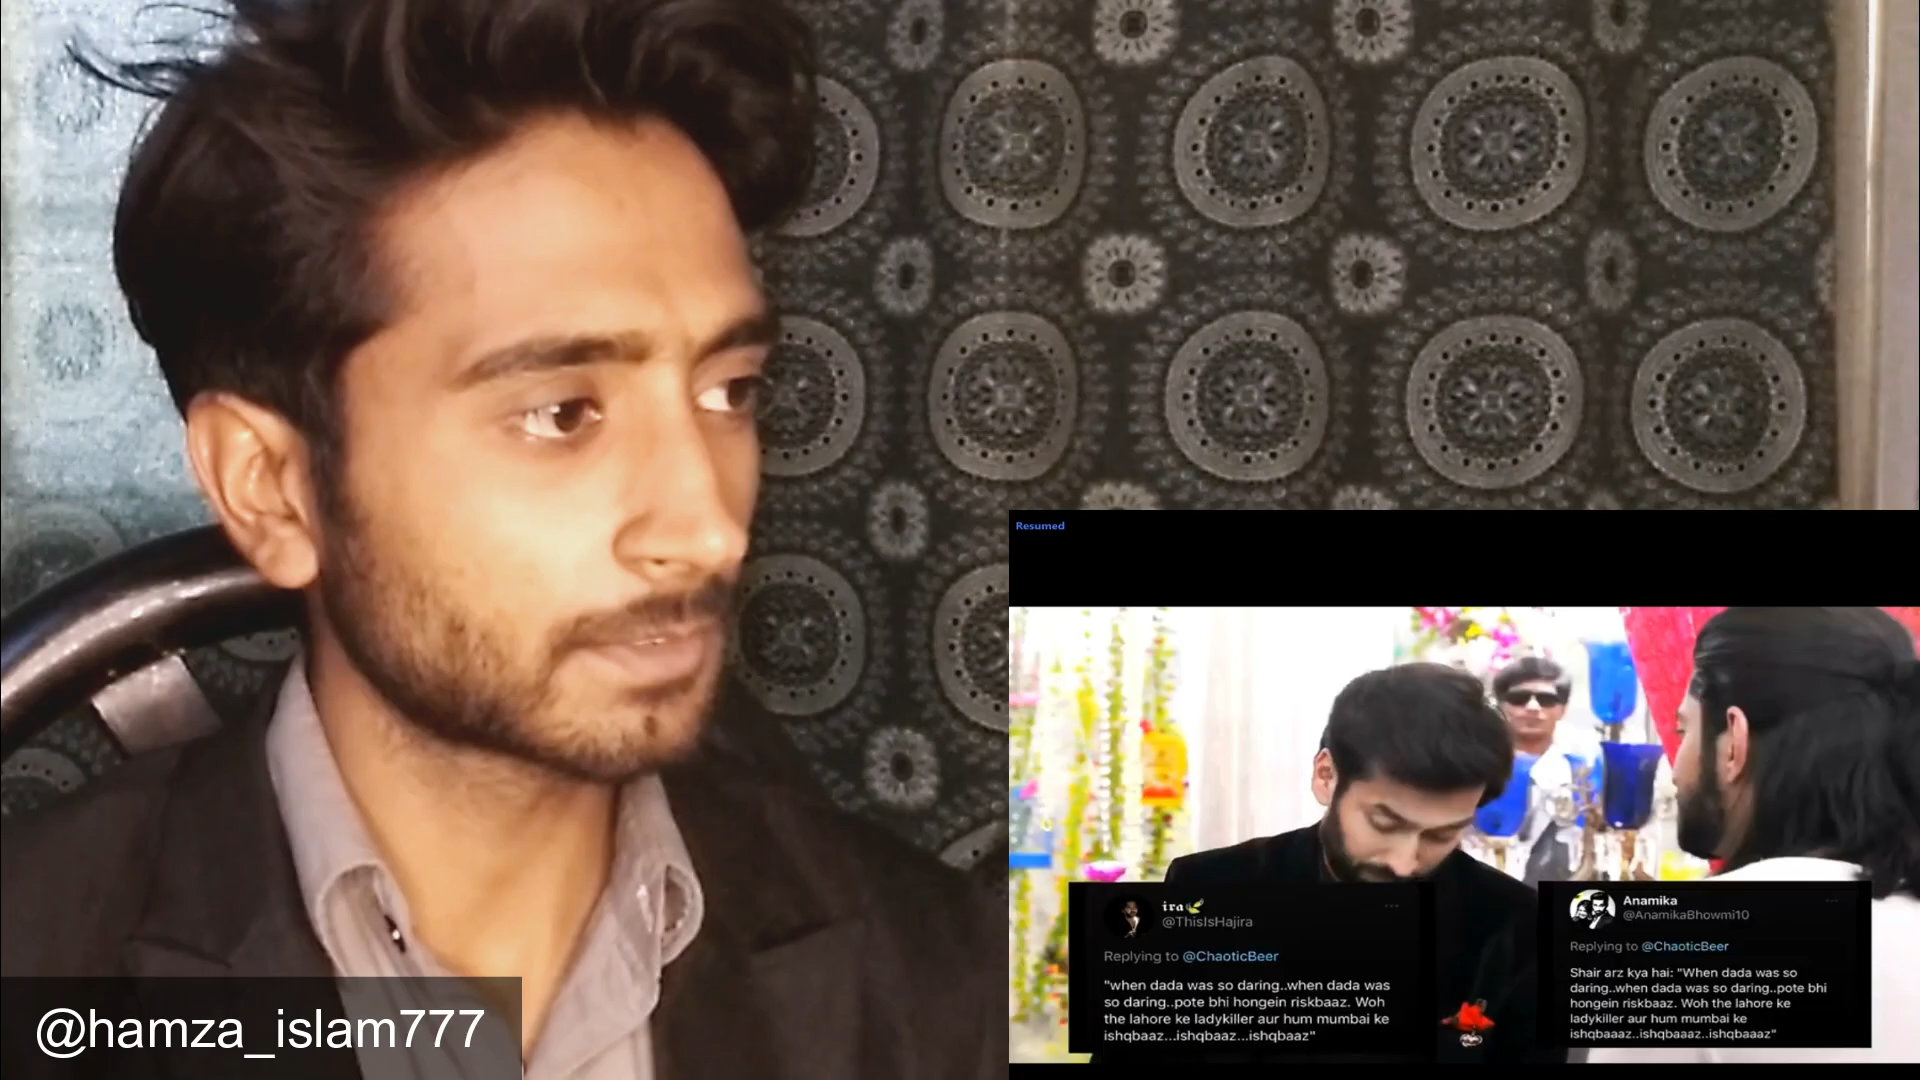 Resumed
ira
@ThisIsHajira
Replying to @ChaoticBeer
"when dada was so daring..when dada was
so daring..pote bhi hongein riskbaaz. Woh
the lahore ke ladykiller aur hum mumbai ke
ishqbaaz...ishqbaaz...ishqbaaz"
Anamika
@AnamikaBhowmi10
Replying to @ChaoticBeer
Shair arz kya hai: "When dada was so
daring..when dada was so daring..pote bhi
hongein riskbaaz. Woh the lahore ke
ladykiller aur hum mumbai ke
ishqbaaaz..ishqbaaaz..ishqbaaaz"
@hamza_islam777